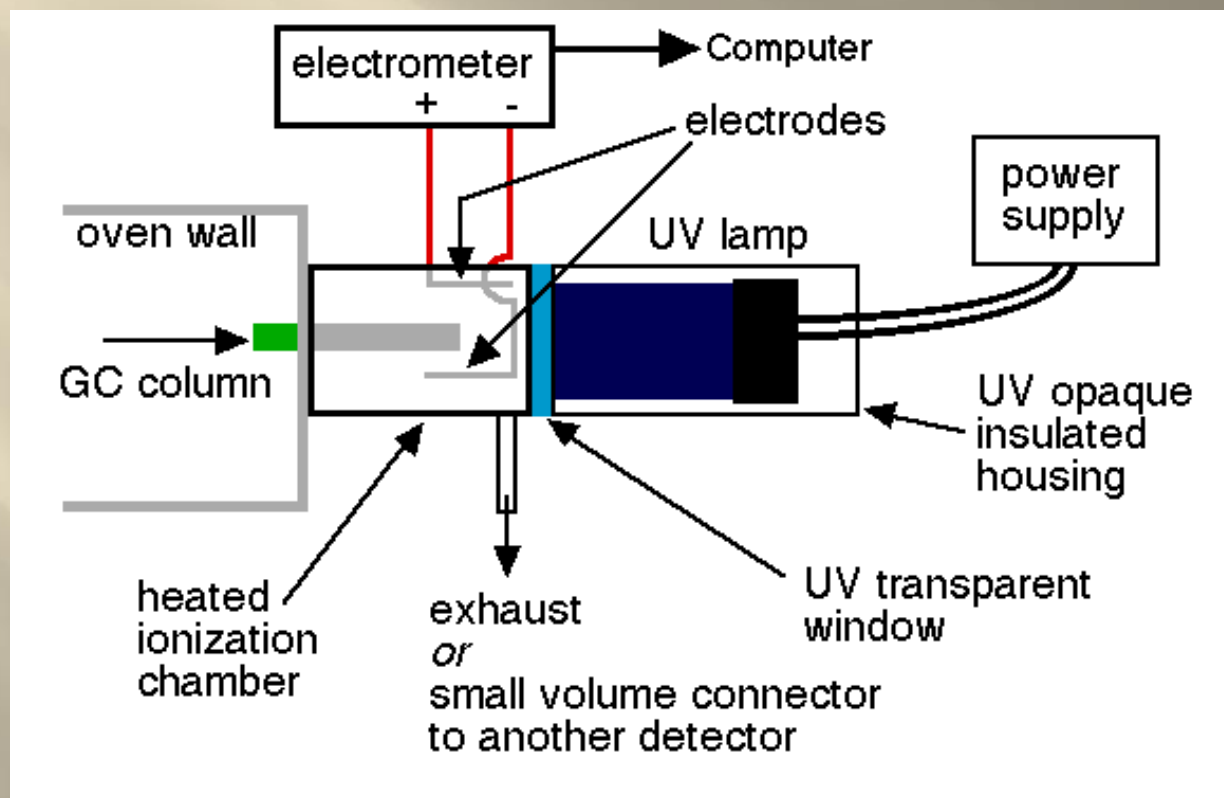 electrometer
+ -
Computer
electrodes
power
supply
oven wall
UV lamp
GC column
UV opaque
insulated
housing
heated
ionization
chamber
exhaust
or
small volume connector
to another detector
UV transparent
window